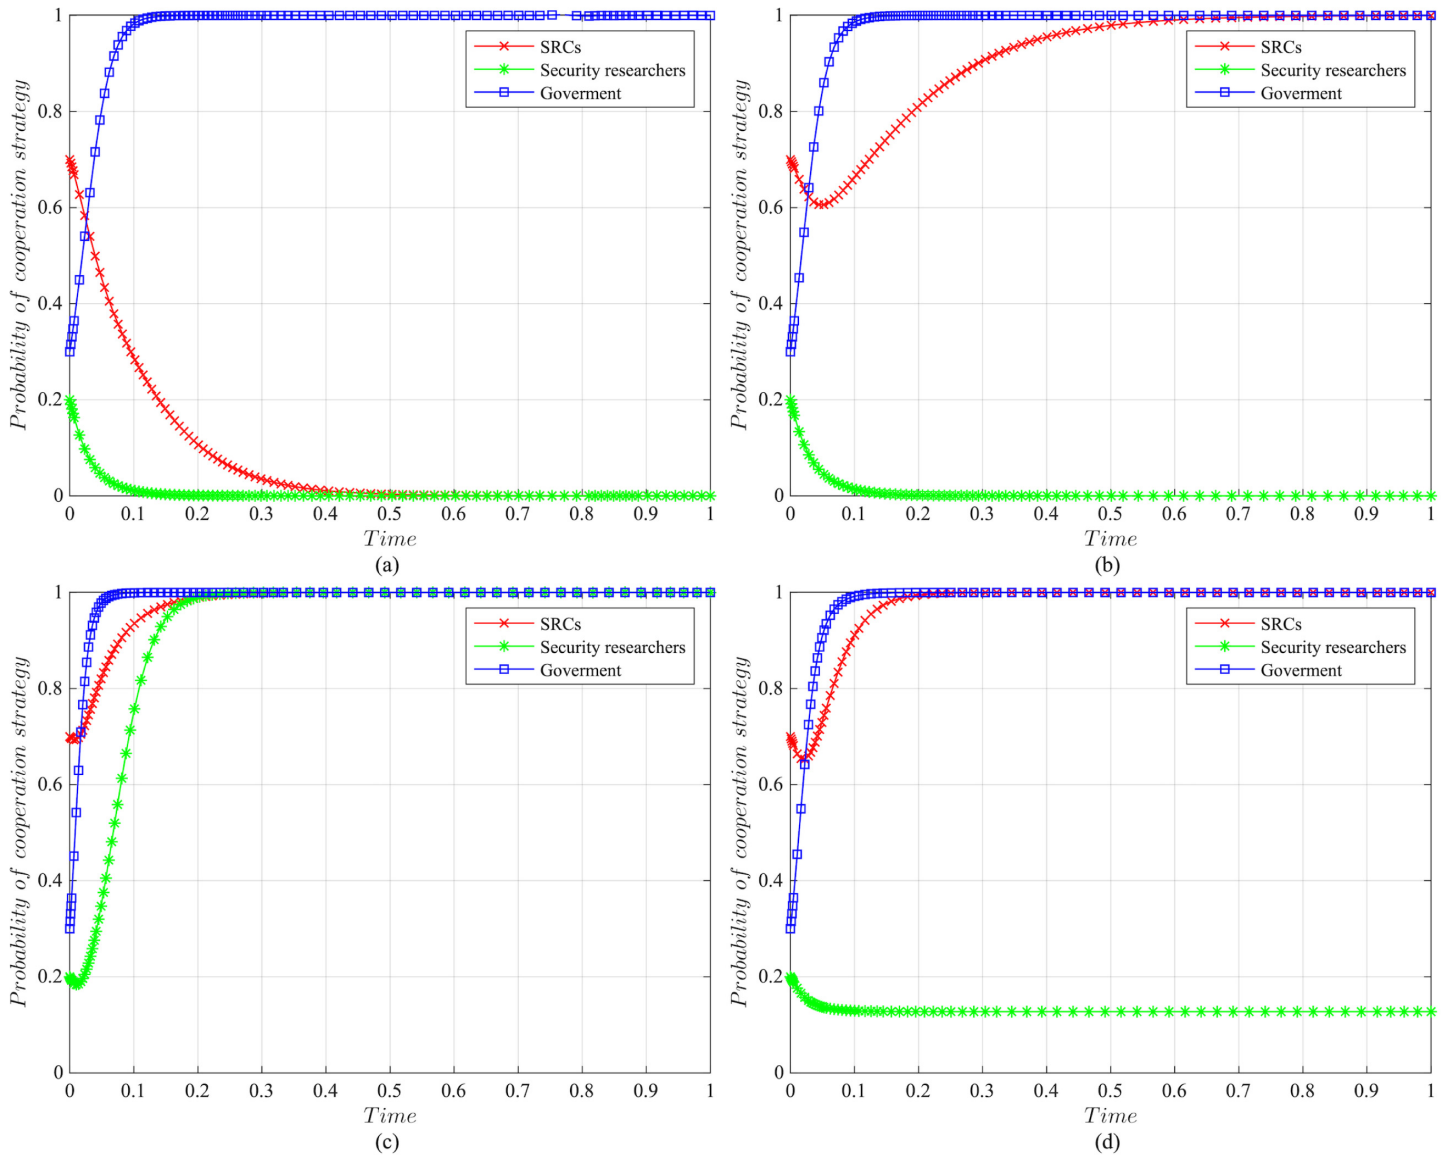 Probability of cooperation strategy
1
0.8
0.6
0.4
0.2
0
SRCs
Security researchers
Goverment
0 0.1 0.2 0.3 0.4 0.5 0.6 0.7 0.8 0.9 1
Time
(a)
Probability of cooperation strategy
1
0.8
0.6
0.4
0.2
0
SRCs
Security researchers
Goverment
0 0.1 0.2 0.3 0.4 0.5 0.6 0.7 0.8 0.9 1
Time
(b)
Probability of cooperation strategy
1
0.8
0.6
0.4
0.2
0
SRCs
Security researchers
Goverment
0 0.1 0.2 0.3 0.4 0.5 0.6 0.7 0.8 0.9 1
Time
(c)
Probability of cooperation strategy
1
0.8
0.6
0.4
0.2
0
SRCs
Security researchers
Goverment
0 0.1 0.2 0.3 0.4 0.5 0.6 0.7 0.8 0.9 1
Time
(d)